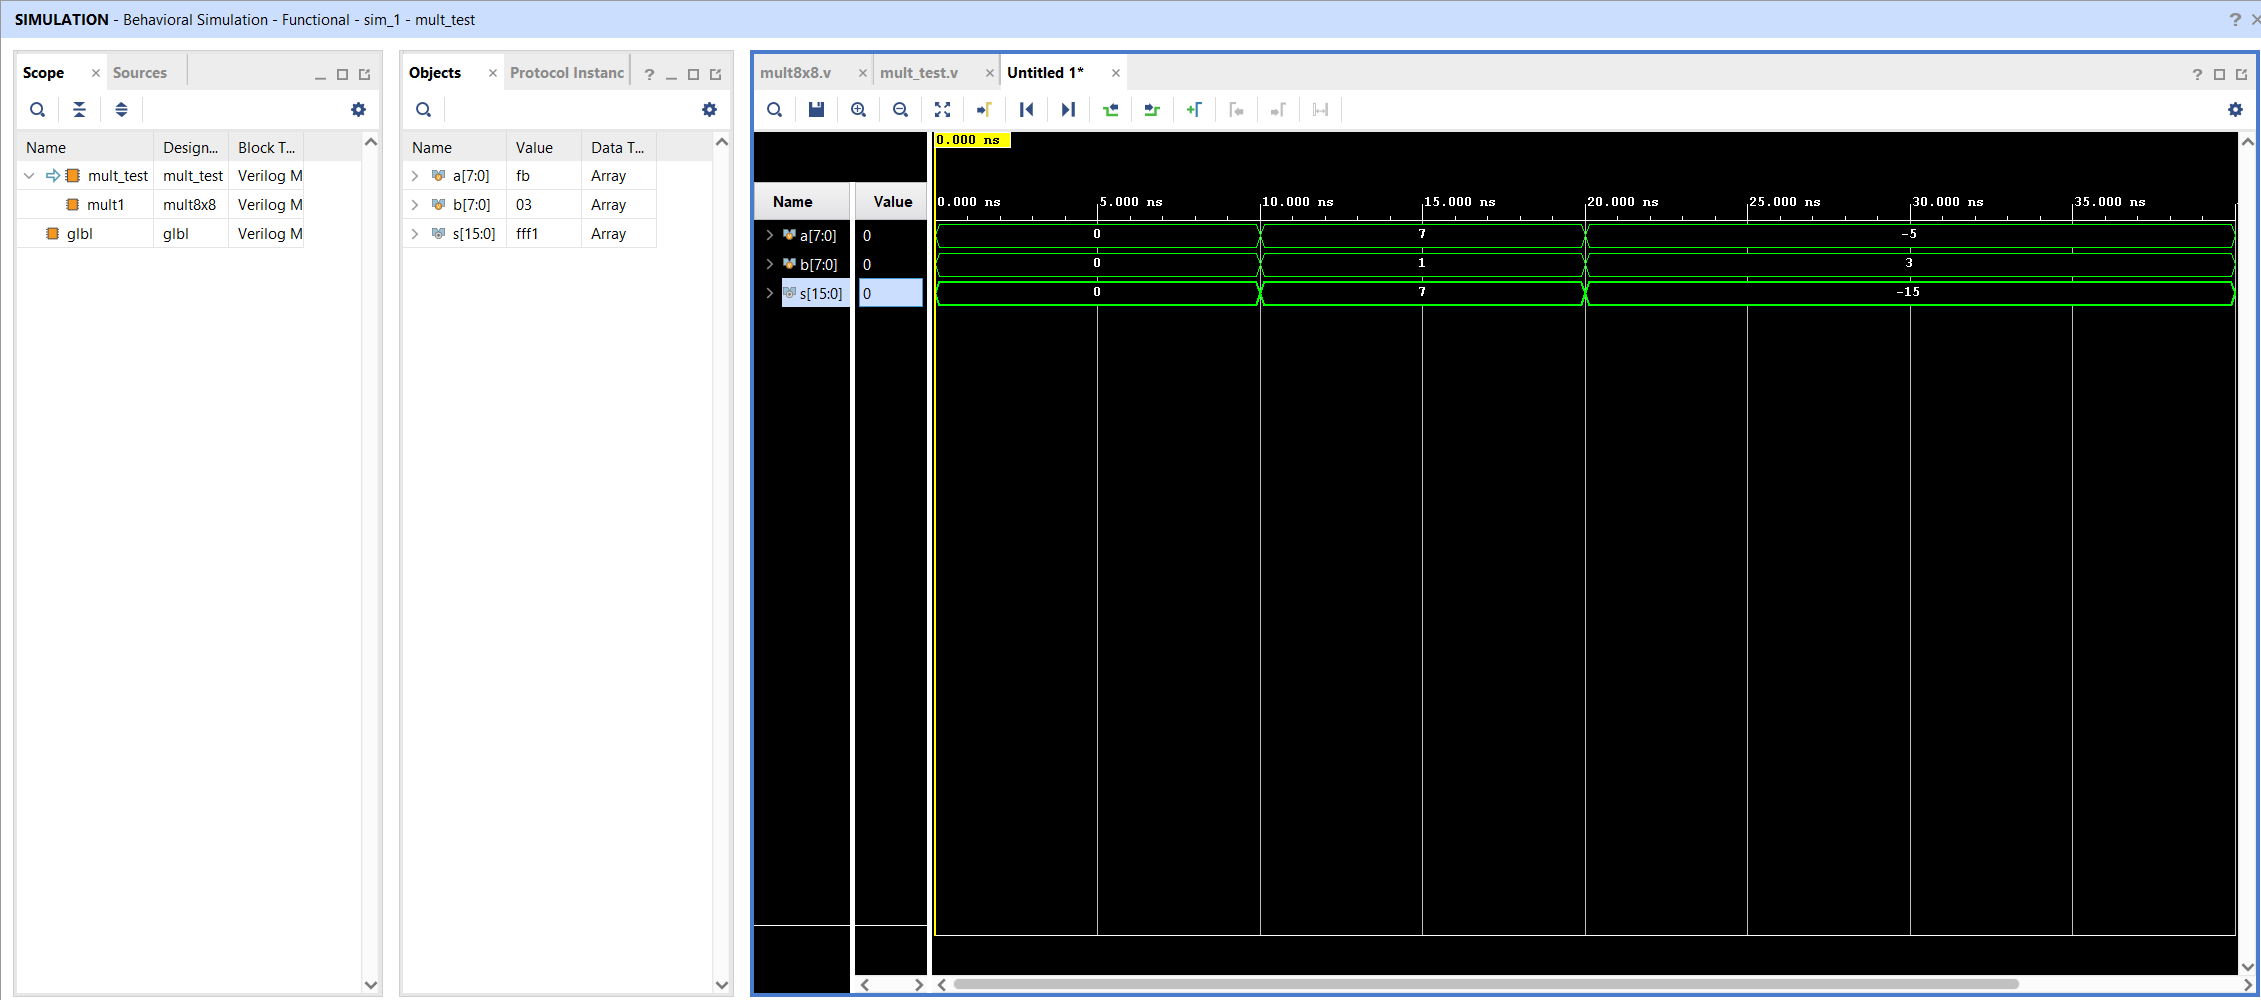 SIMULATION - Behavioral Simulation - Functional - sim_1 - mult_test
Scope
Sources
Name Design... Block T...
mult_test mult_test Verilog M
mult1 mult8x8 Verilog M
glbl glbl Verilog M
Objects
Protocol Instanc
Name Value Data T...
a[7:0] fb Array
b[7:0] 03 Array
s[15:0] fff1 Array
mult8x8.v
mult_test.v
Untitled 1*
0.000 ns
Name Value
0.000 ns 5.000 ns 10.000 ns 15.000 ns 20.000 ns 25.000 ns 30.000 ns 35.000 ns
a[7:0] 0 0 7 -5
b[7:0] 0 0 1 3
s[15:0] 0 0 7 -15